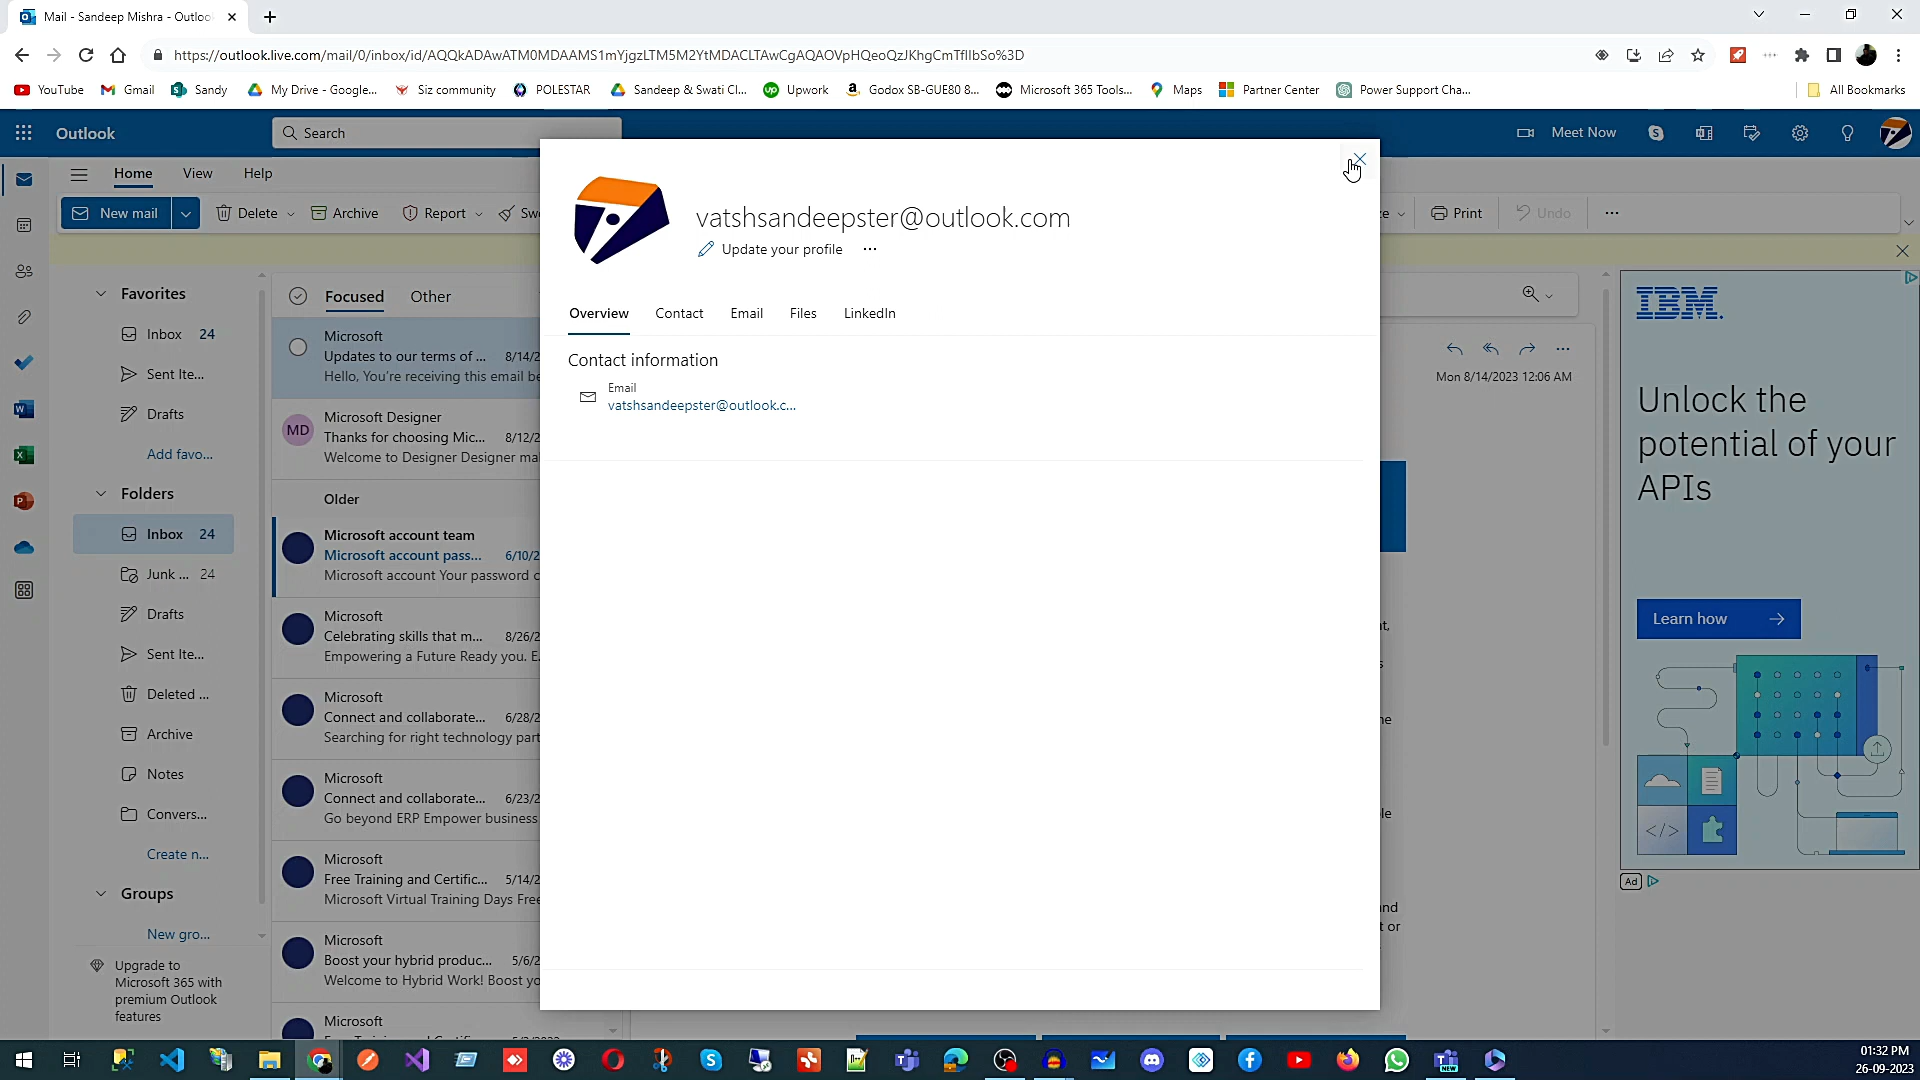 Mail - Sandeep Mishra - Outloo
https://outlook.live.com/mail/0/inbox/id/AQQkADAwATM0MDAAMS1mYjgzLTM5M2YtMDACLTAwCgAQAOVpHQeoQzJKhgCmTfIIbSo%3D
YouTube Gmail Sandy My Drive - Google... Siz community POLESTAR Sandeep & Swati Cl... Upwork Godox SB-GUE80 8... Microsoft 365 Tools... Maps Partner Center Power Support Cha... All Bookmarks
Outlook Search Meet Now
Home View Help
New mail Delete Archive Report Sw ze Print Undo
vatshsandeepster@outlook.com
Update your profile
Overview Contact Email Files LinkedIn
Contact information
Email
vatshsandeepster@outlook.c...
Favorites
Inbox 24
Sent Ite...
Drafts
Add favo...
Folders
Inbox 24
Junk ... 24
Drafts
Sent Ite...
Deleted ...
Archive
Notes
Convers...
Create n...
Groups
New gro...
Upgrade to
Microsoft 365 with
premium Outlook
features
Focused Other
Microsoft
Updates to our terms of ... 8/14/2
Hello, You're receiving this email be
MD
Microsoft Designer
Thanks for choosing Mic... 8/12/2
Welcome to Designer Designer ma
Older
Microsoft account team
Microsoft account pass... 6/10/2
Microsoft account Your password c
Microsoft
Celebrating skills that m... 8/26/2
Empowering a Future Ready you. E.
Microsoft
Connect and collaborate... 6/28/2
Searching for right technology part
Microsoft
Connect and collaborate... 6/23/2
Go beyond ERP Empower business
Microsoft
Free Training and Certific... 5/14/2
Microsoft Virtual Training Days Free
Microsoft
Boost your hybrid produc... 5/6/2
Welcome to Hybrid Work! Boost yo
Microsoft
Mon 8/14/2023 12:06 AM
t,
s
ne
le
and
t or
IBM.
Unlock the
potential of your
APIs
Learn how
</>
Ad
NEW
01:32 PM
26-09-2023